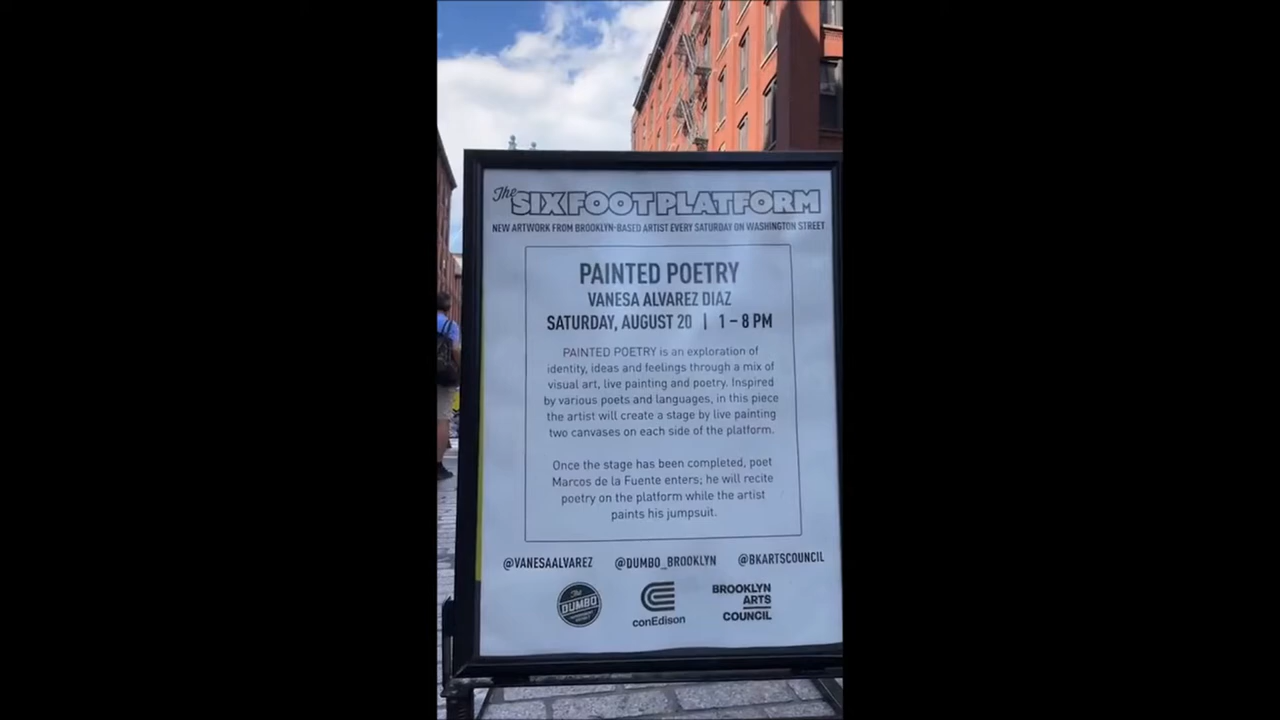 The
SIX FOOT PLATFORM
NEW ARTWORK FROM BROOKLYN-BASED ARTIST EVERY SATURDAY ON WASHINGTON STREET
PAINTED POETRY
VANESA ALVAREZ DIAZ
SATURDAY, AUGUST 20 | 1 – 8 PM
PAINTED POETRY is an exploration of
identity, ideas and feelings through a mix of
visual art, live painting and poetry. Inspired
by various poets and languages, in this piece
the artist will create a stage by live painting
two canvases on each side of the platform.
Once the stage has been completed, poet
Marcos de la Fuente enters; he will recite
poetry on the platform while the artist
paints his jumpsuit.
@VANESAALVAREZ @DUMBO_BROOKLYN @BKARTSCOUNCIL
The
DUMBO
conEdison
BROOKLYN
ARTS
COUNCIL